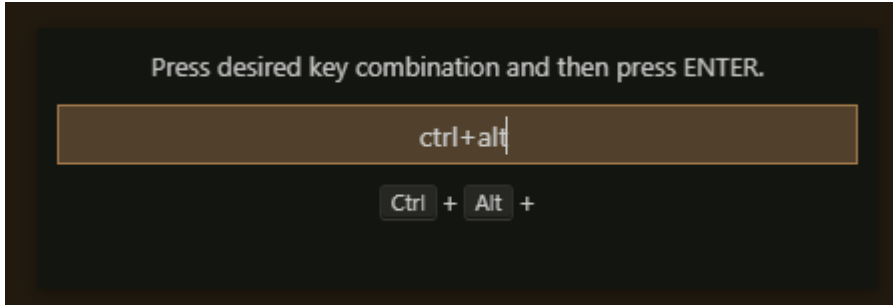 Press desired key combination and then press ENTER.
ctrl+alt
Ctrl + Alt +